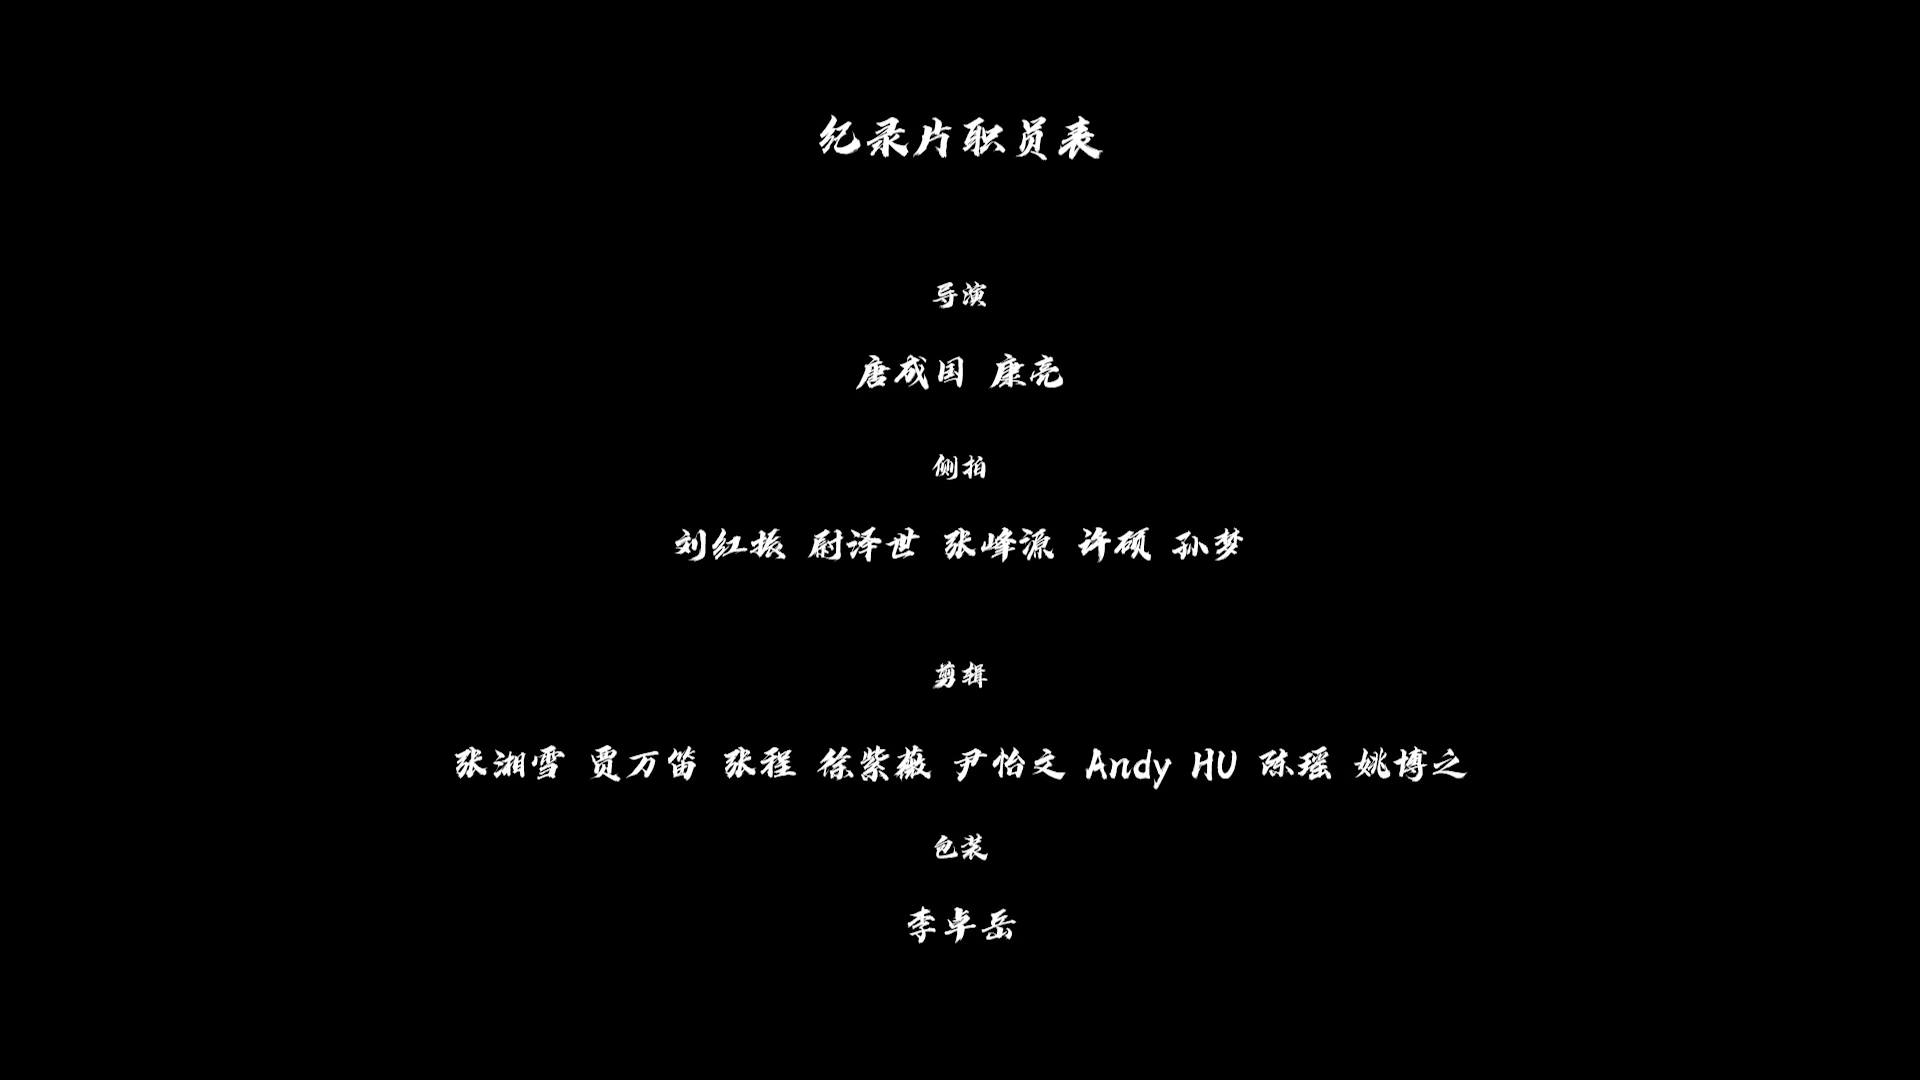 纪录片职员表
导演
唐成国 康亮
侧拍
刘红振 尉泽世 张峰源 许硕 孙梦
剪辑
张湘雪 贾万笛 张程 徐紫薇 尹怡文 Andy HU 陈瑶 姚博之
包装
李卓岳